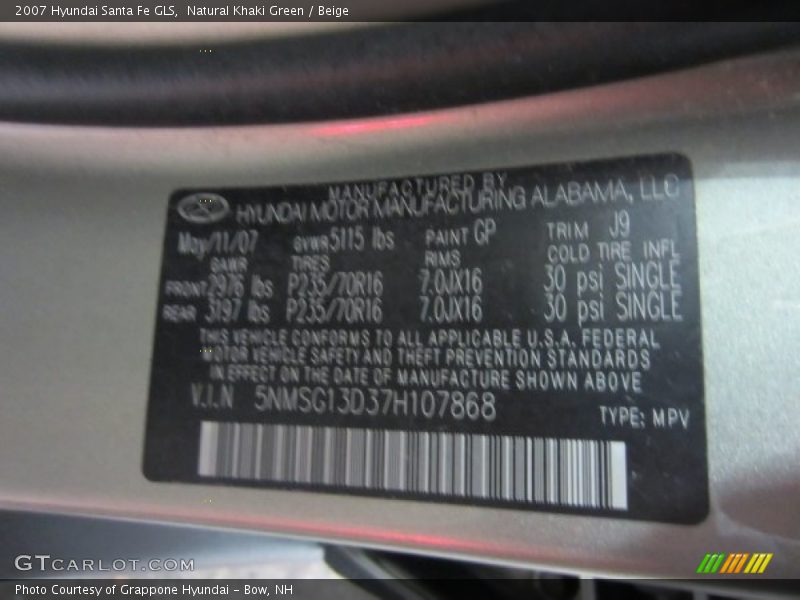 2007 Hyundai Santa Fe GLS,  Natural Khaki Green / Beige
MANUFACTURED BY
HYUNDAI MOTOR MANUFACTURING ALABAMA, LLC
May/11/07 GVWR 5115 lbs PAINT GP TRIM J9
GAWR TIRES RIMS COLD TIRE INFL
FRONT 2976 lbs P235/70R16 7.0JX16 30 psi SINGLE
REAR 3197 lbs P235/70R16 7.0JX16 30 psi SINGLE
THIS VEHICLE CONFORMS TO ALL APPLICABLE U.S.A. FEDERAL
MOTOR VEHICLE SAFETY AND THEFT PREVENTION STANDARDS
IN EFFECT ON THE DATE OF MANUFACTURE SHOWN ABOVE
V.I.N 5NMSG13D37H107868
TYPE: MPV
GTCARLOT.COM
Photo Courtesy of Grappone Hyundai - Bow, NH